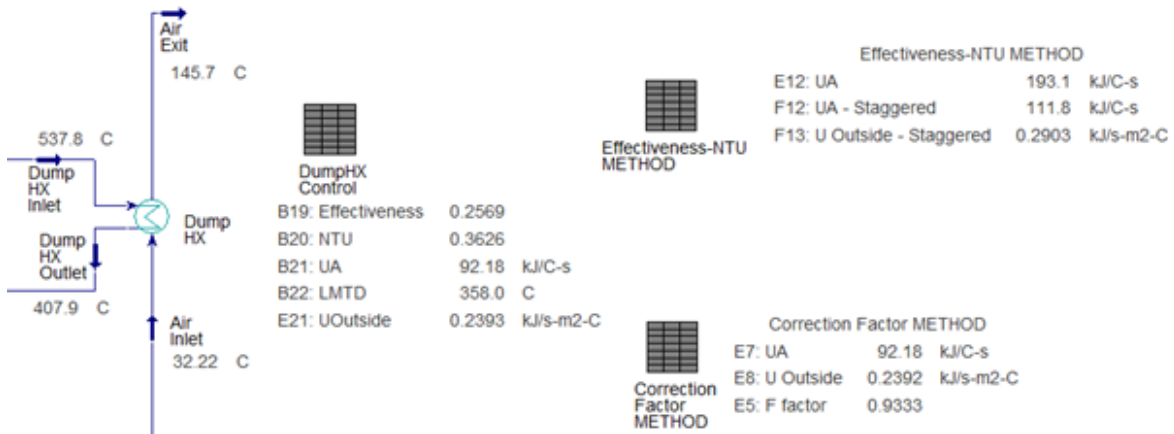 Air
Exit
145.7 C
537.8 C
Dump
HX
Inlet
Dump
HX
Dump
HX
Outlet
407.9 C
Air
Inlet
32.22 C
DumpHX
Control
B19: Effectiveness 0.2569
B20: NTU 0.3626
B21: UA 92.18 kJ/C-s
B22: LMTD 358.0 C
E21: UOutside 0.2393 kJ/s-m2-C
Effectiveness-NTU
METHOD
Effectiveness-NTU METHOD
E12: UA 193.1 kJ/C-s
F12: UA - Staggered 111.8 kJ/C-s
F13: U Outside - Staggered 0.2903 kJ/s-m2-C
Correction
Factor
METHOD
Correction Factor METHOD
E7: UA 92.18 kJ/C-s
E8: U Outside 0.2392 kJ/s-m2-C
E5: F factor 0.9333